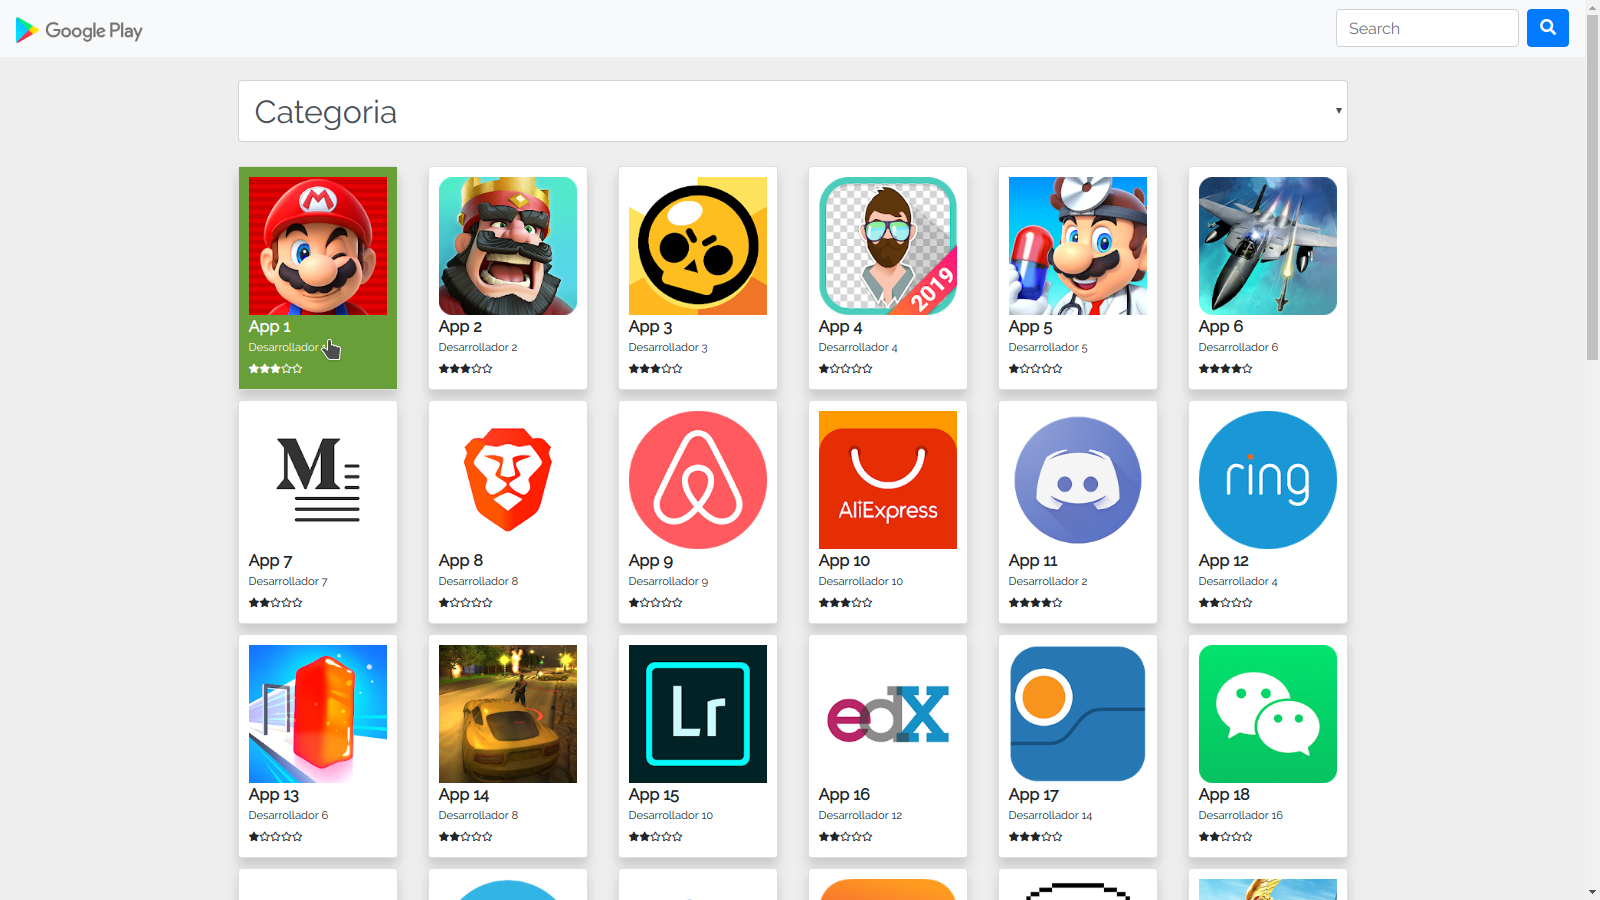 Google Play
Search
Categoria
App 1
Desarrollador
App 2
Desarrollador 2
App 3
Desarrollador 3
2019
App 4
Desarrollador 4
App 5
Desarrollador 5
App 6
Desarrollador 6
M
App 7
Desarrollador 7
App 8
Desarrollador 8
App 9
Desarrollador 9
AliExpress
App 10
Desarrollador 10
App 11
Desarrollador 2
ring
App 12
Desarrollador 4
App 13
Desarrollador 6
App 14
Desarrollador 8
Lr
App 15
Desarrollador 10
edX
App 16
Desarrollador 12
App 17
Desarrollador 14
App 18
Desarrollador 16